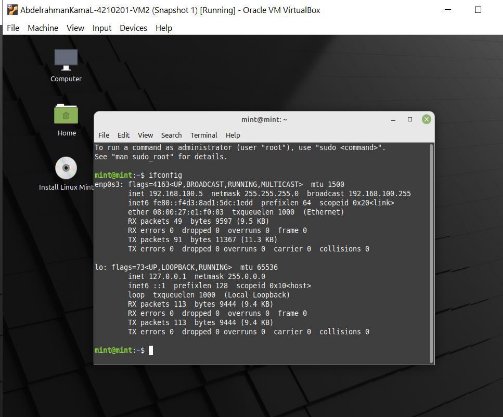 AbdelrahmanKamaL-4210201-VM2 (Snapshot 1) [Running] - Oracle VM VirtualBox
File Machine View Input Devices Help
Computer
Home
Install Linux Mint
mint@mint: ~
File Edit View Search Terminal Help
To run a command as administrator (user "root"), use "sudo <command>".
See "man sudo_root" for details.
mint@mint:~$ ifconfig
enp0s3: flags=4163<UP,BROADCAST,RUNNING,MULTICAST> mtu 1500
inet 192.168.100.5 netmask 255.255.255.0 broadcast 192.168.100.255
inet6 fe80::f4d3:8ad1:5dc:1edd prefixlen 64 scopeid 0x20<link>
ether 08:00:27:e1:f0:03 txqueuelen 1000 (Ethernet)
RX packets 49 bytes 9597 (9.5 KB)
RX errors 0 dropped 0 overruns 0 frame 0
TX packets 91 bytes 11367 (11.3 KB)
TX errors 0 dropped 0 overruns 0 carrier 0 collisions 0
lo: flags=73<UP,LOOPBACK,RUNNING> mtu 65536
inet 127.0.0.1 netmask 255.0.0.0
inet6 ::1 prefixlen 128 scopeid 0x10<host>
loop txqueuelen 1000 (Local Loopback)
RX packets 113 bytes 9444 (9.4 KB)
RX errors 0 dropped 0 overruns 0 frame 0
TX packets 113 bytes 9444 (9.4 KB)
TX errors 0 dropped 0 overruns 0 carrier 0 collisions 0
mint@mint:~$